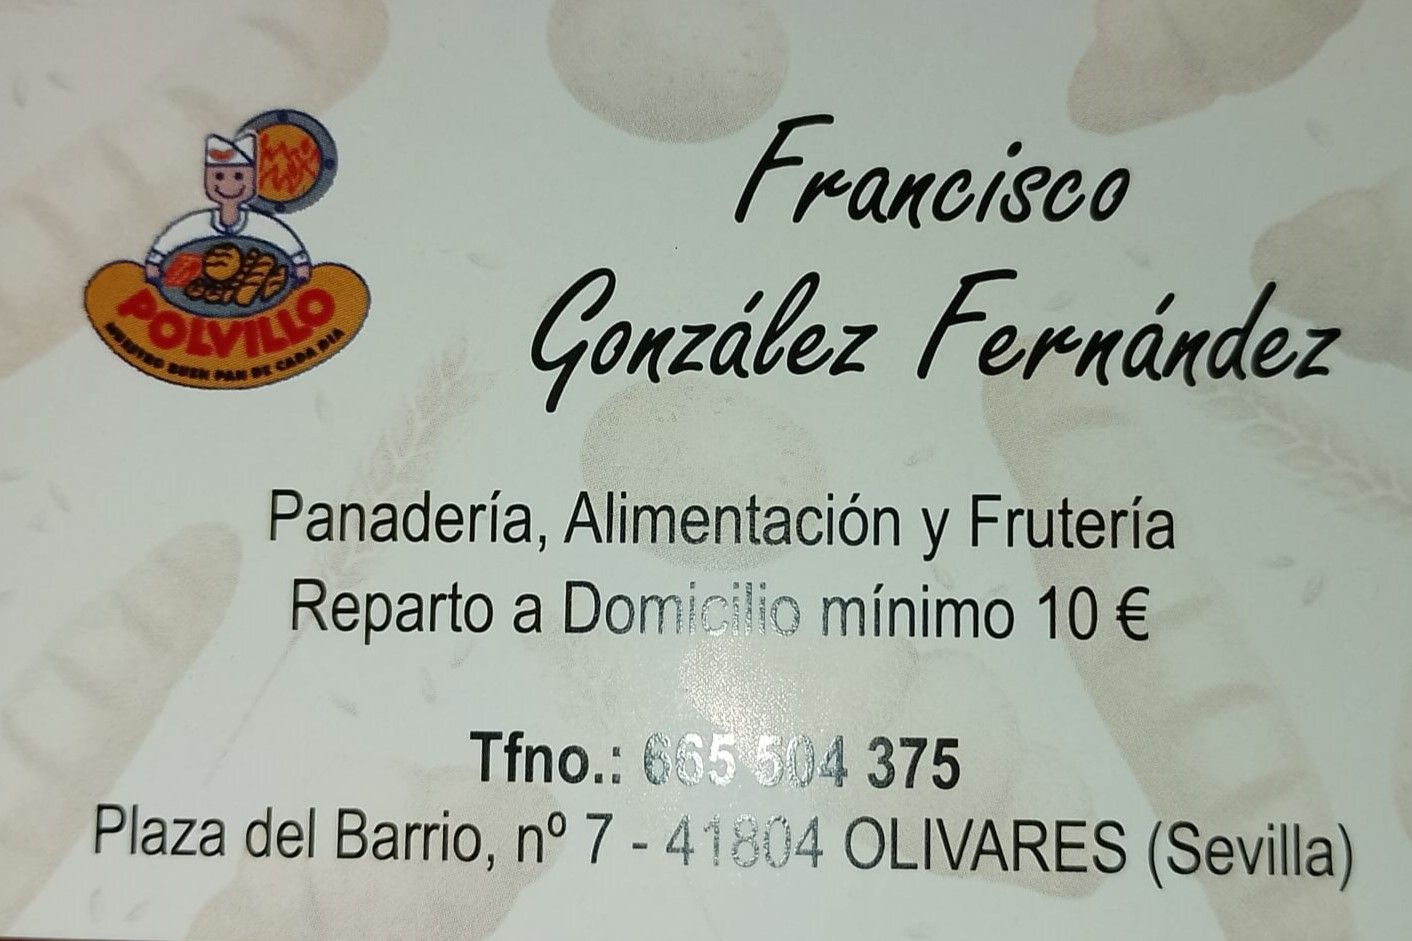 POLVILLO
NUESTRO BUEN PAN DE CADA DIA
Francisco
González Fernández
Panadería, Alimentación y Frutería
Reparto a Domicilio mínimo 10 €
Tfno.: 665 504 375
Plaza del Barrio, nº 7 - 41804 OLIVARES (Sevilla)